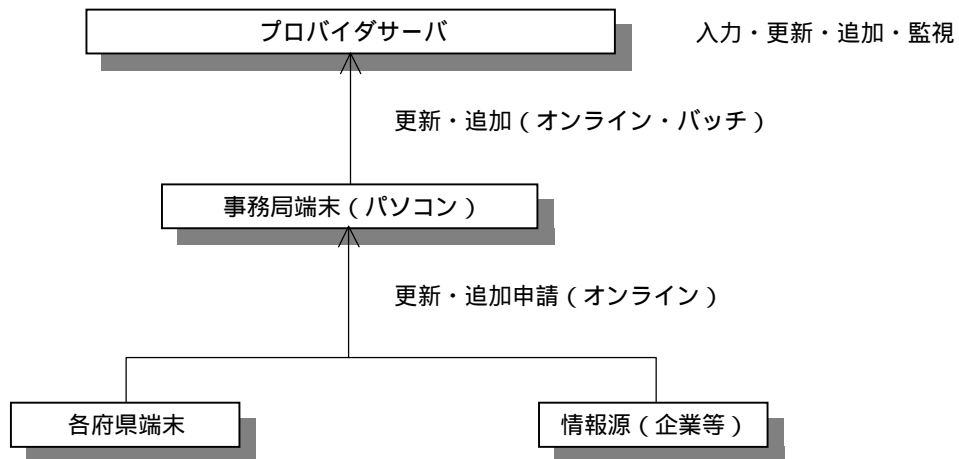 プロバイダサーバ
入力・更新・追加・監視
更新・追加（オンライン・バッチ）
事務局端末（パソコン）
更新・追加申請（オンライン）
各府県端末
情報源（企業等）